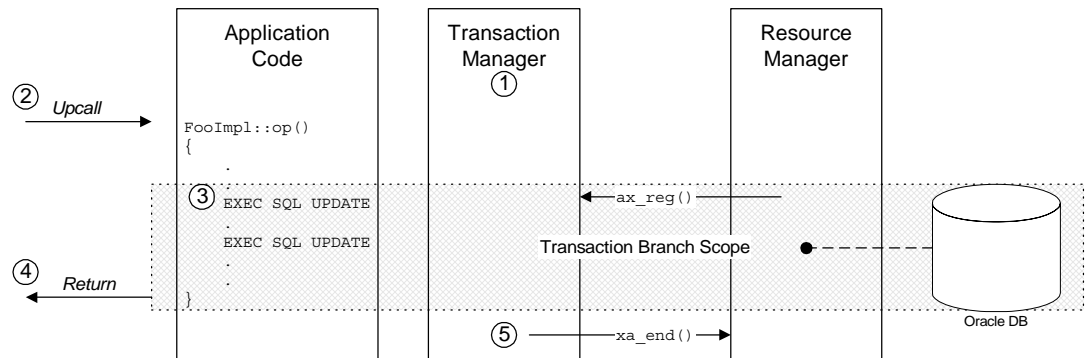 Application
Code
Transaction
Manager
①
Resource
Manager
②
Upcall
FooImpl::op()
{
.
.
③
EXEC SQL UPDATE
ax_reg()
.
EXEC SQL UPDATE
Transaction Branch Scope
.
.
④
Return
}
Oracle DB
⑤
xa_end()